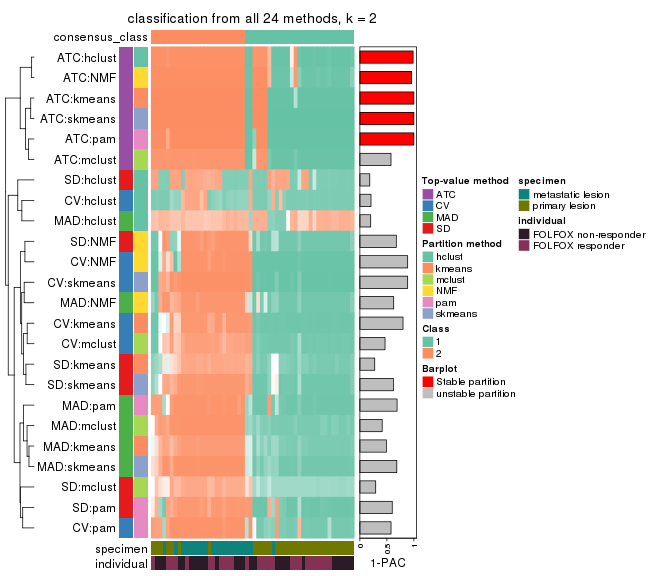 classification from all 24 methods, k = 2
consensus_class
ATC:hclust
ATC:NMF
ATC:kmeans
ATC:skmeans
ATC:pam
ATC:mclust
SD:hclust
CV:hclust
MAD:hclust
SD:NMF
CV:NMF
CV:skmeans
MAD:NMF
CV:kmeans
CV:mclust
SD:kmeans
SD:skmeans
MAD:pam
MAD:mclust
MAD:kmeans
MAD:skmeans
SD:mclust
SD:pam
CV:pam
specimen
individual
0
0.5
1
1-PAC
Top-value method
ATC
CV
MAD
SD
Partition method
hclust
kmeans
mclust
NMF
pam
skmeans
Class
1
2
Barplot
Stable partition
unstable partition
specimen
metastatic lesion
primary lesion
individual
FOLFOX non-responder
FOLFOX responder